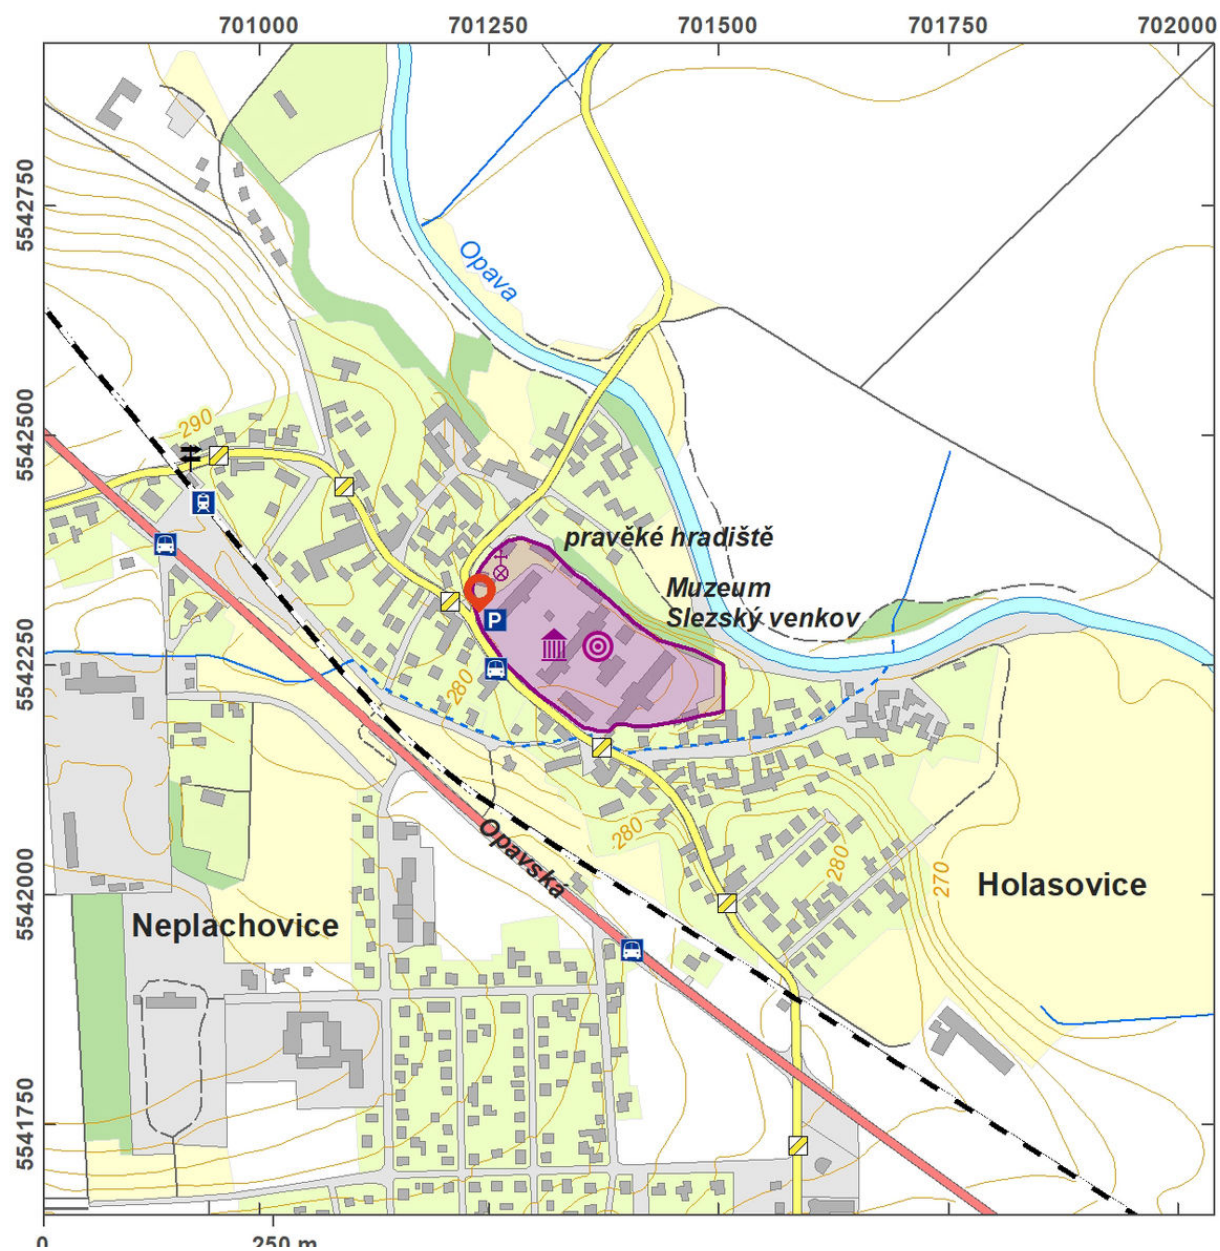 701000 701250 701500 701750 702000
5542750
Opava
5542500
290
pravěké hradiště
Muzeum
Slezský venkov
P
5542250
280
280
280
270
Opavská
Holasovice
5542000
Neplachovice
5541750
0 250 m